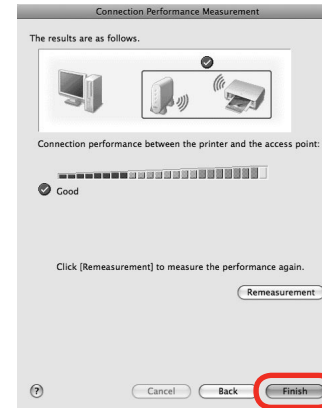 Connection Performance Measurement
The results are as follows.
Connection performance between the printer and the access point:
Good
Click [Remeasurement] to measure the performance again.
Remeasurement
? Cancel Back Finish